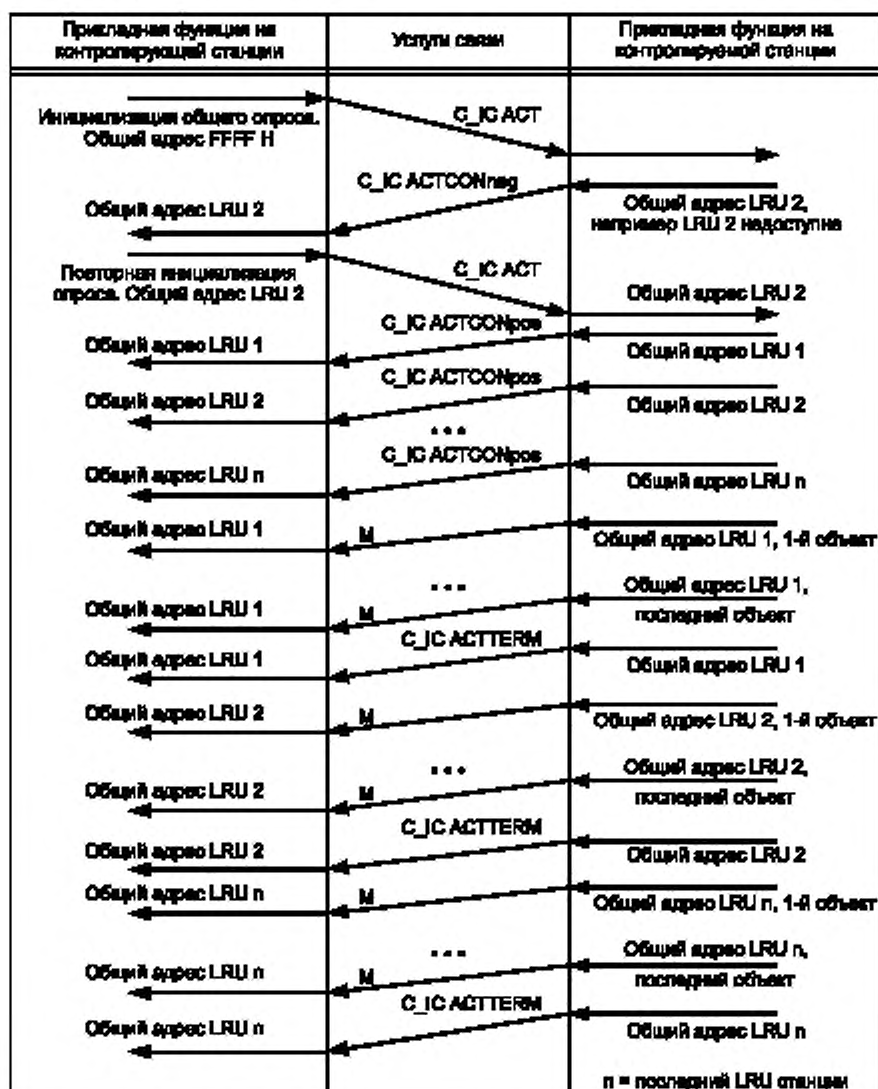 Прикладная функция на
контролирующей станции
Услуги связи
Прикладная функция на
контролируемой станции
Инициализация общего опроса.
Общий адрес FFFF H
C_IC ACT
C_IC ACTCONneg
Общий адрес LRU 2
Общий адрес LRU 2,
например LRU 2 недоступна
Повторная инициализация
опроса. Общий адрес LRU 2
C_IC ACT
Общий адрес LRU 2
C_IC ACTCONpos
Общий адрес LRU 1
Общий адрес LRU 1
C_IC ACTCONpos
Общий адрес LRU 2
Общий адрес LRU 2
...
C_IC ACTCONpos
Общий адрес LRU n
Общий адрес LRU n
Общий адрес LRU 1
M
Общий адрес LRU 1, 1-й объект
...
Общий адрес LRU 1,
последний объект
Общий адрес LRU 1
M
C_IC ACTTERM
Общий адрес LRU 1
Общий адрес LRU 1
Общий адрес LRU 2
M
Общий адрес LRU 2, 1-й объект
...
Общий адрес LRU 2,
последний объект
Общий адрес LRU 2
M
C_IC ACTTERM
Общий адрес LRU 2
Общий адрес LRU 2
Общий адрес LRU n
M
Общий адрес LRU n, 1-й объект
...
Общий адрес LRU n,
последний объект
Общий адрес LRU n
M
C_IC ACTTERM
Общий адрес LRU n
Общий адрес LRU n
n = последний LRU станции